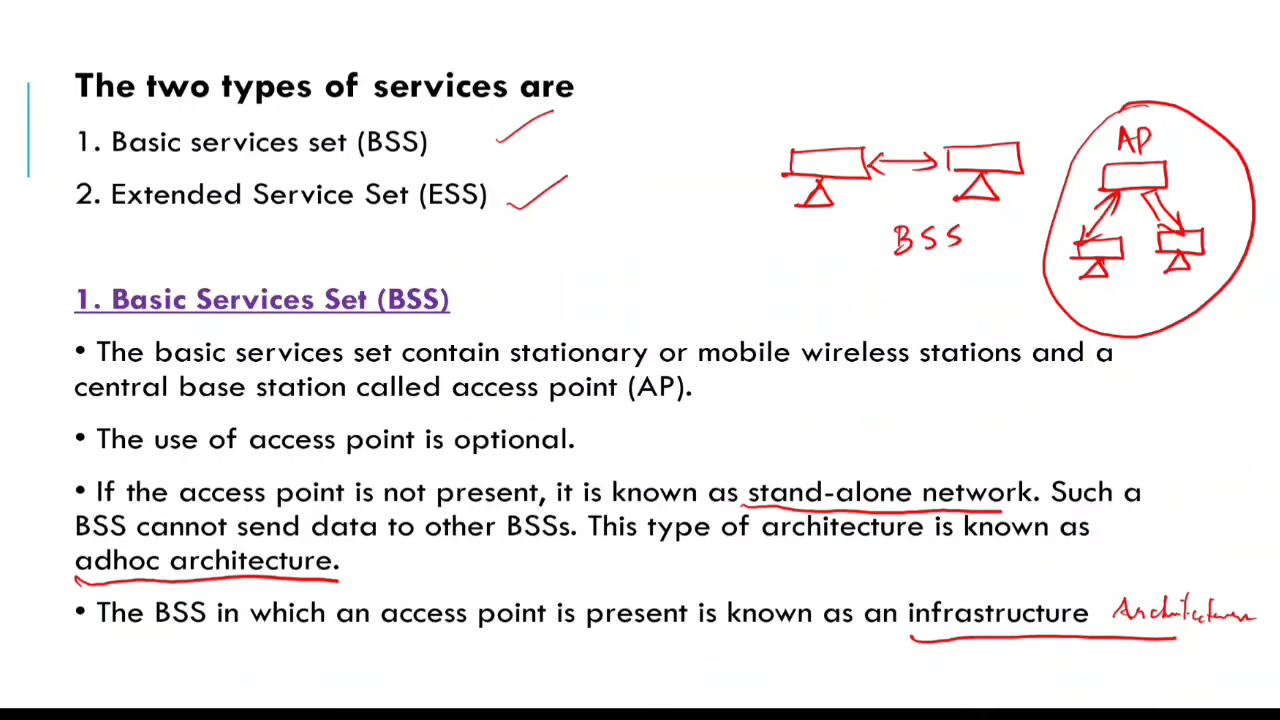 The two types of services are
1. Basic services set (BSS)
2. Extended Service Set (ESS)
AP
BSS
1. Basic Services Set (BSS)
• The basic services set contain stationary or mobile wireless stations and a
central base station called access point (AP).
• The use of access point is optional.
• If the access point is not present, it is known as stand-alone network. Such a
BSS cannot send data to other BSSs. This type of architecture is known as
adhoc architecture.
• The BSS in which an access point is present is known as an infrastructure Architecture